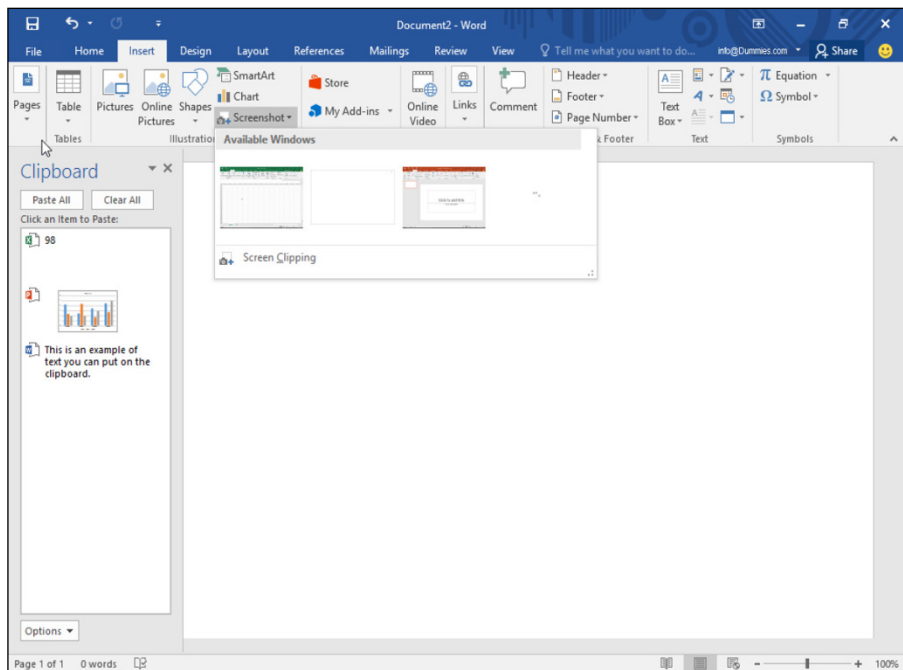 Document2 - Word
File Home Insert Design Layout References Mailings Review View Tell me what you want to do... info@Dummies.com Share
Pages
Table
Pictures
Online Pictures
Shapes
SmartArt
Chart
Screenshot
Store
My Add-ins
Online Video
Links
Comment
Header
Footer
Page Number
Text Box
Equation
Symbol
Tables
Illustratio
& Footer
Text
Symbols
Available Windows
Screen Clipping
Clipboard
Paste All Clear All
Click an Item to Paste:
98
This is an example of
text you can put on the
clipboard.
Options
Page 1 of 1 0 words
100%